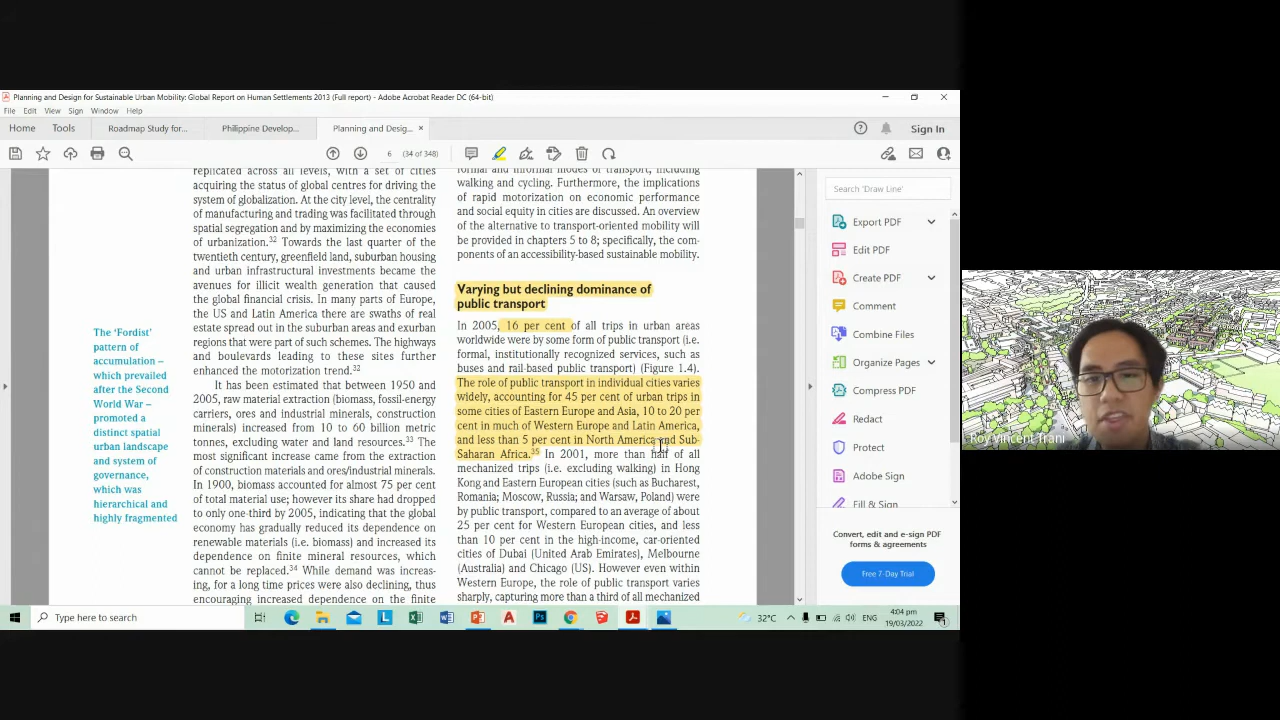 Planning and Design for Sustainable Urban Mobility: Global Report on Human Settlements 2013 (Full report) - Adobe Acrobat Reader DC (64-bit)
File Edit View Sign Window Help
Home Tools Roadmap Study for... Philippine Develop... Planning and Desig... × Sign In
6 (34 of 348)
replicated across all levels, with a set of cities
acquiring the status of global centres for driving the
system of globalization. At the city level, the centrality
of manufacturing and trading was facilitated through
spatial segregation and by maximizing the economies
of urbanization.32 Towards the last quarter of the
twentieth century, greenfield land, suburban housing
and urban infrastructural investments became the
avenues for illicit wealth generation that caused
the global financial crisis. In many parts of Europe,
the US and Latin America there are swaths of real
estate spread out in the suburban areas and exurban
regions that were part of such schemes. The highways
and boulevards leading to these sites further
enhanced the motorization trend.32
It has been estimated that between 1950 and
2005, raw material extraction (biomass, fossil-energy
carriers, ores and industrial minerals, construction
minerals) increased from 10 to 60 billion metric
tonnes, excluding water and land resources.33 The
most significant increase came from the extraction
of construction materials and ores/industrial minerals.
In 1900, biomass accounted for almost 75 per cent
of total material use; however its share had dropped
to only one-third by 2005, indicating that the global
economy has gradually reduced its dependence on
renewable materials (i.e. biomass) and increased its
dependence on finite mineral resources, which
cannot be replaced.34 While demand was increas-
ing, for a long time prices were also declining, thus
encouraging increased dependence on the finite
The 'Fordist'
pattern of
accumulation –
which prevailed
after the Second
World War –
promoted a
distinct spatial
urban landscape
and system of
governance,
which was
hierarchical and
highly fragmented
formal and informal modes of transport, including
walking and cycling. Furthermore, the implications
of rapid motorization on economic performance
and social equity in cities are discussed. An overview
of the alternative to transport-oriented mobility will
be provided in chapters 5 to 8; specifically, the com-
ponents of an accessibility-based sustainable mobility.
Varying but declining dominance of
public transport
In 2005, 16 per cent of all trips in urban areas
worldwide were by some form of public transport (i.e.
formal, institutionally recognized services, such as
buses and rail-based public transport) (Figure 1.4).
The role of public transport in individual cities varies
widely, accounting for 45 per cent of urban trips in
some cities of Eastern Europe and Asia, 10 to 20 per
cent in much of Western Europe and Latin America,
and less than 5 per cent in North America and Sub-
Saharan Africa.35 In 2001, more than half of all
mechanized trips (i.e. excluding walking) in Hong
Kong and Eastern European cities (such as Bucharest,
Romania; Moscow, Russia; and Warsaw, Poland) were
by public transport, compared to an average of about
25 per cent for Western European cities, and less
than 10 per cent in the high-income, car-oriented
cities of Dubai (United Arab Emirates), Melbourne
(Australia) and Chicago (US). However even within
Western Europe, the role of public transport varies
sharply, capturing more than a third of all mechanized
Search 'Draw Line'
Export PDF
Edit PDF
Create PDF
Comment
Combine Files
Organize Pages
Compress PDF
Redact
Protect
Adobe Sign
Fill & Sign
Convert, edit and e-sign PDF
forms & agreements
Free 7-Day Trial
Roy Vincent Trani
Type here to search
32°C ENG 4:04 pm
19/03/2022